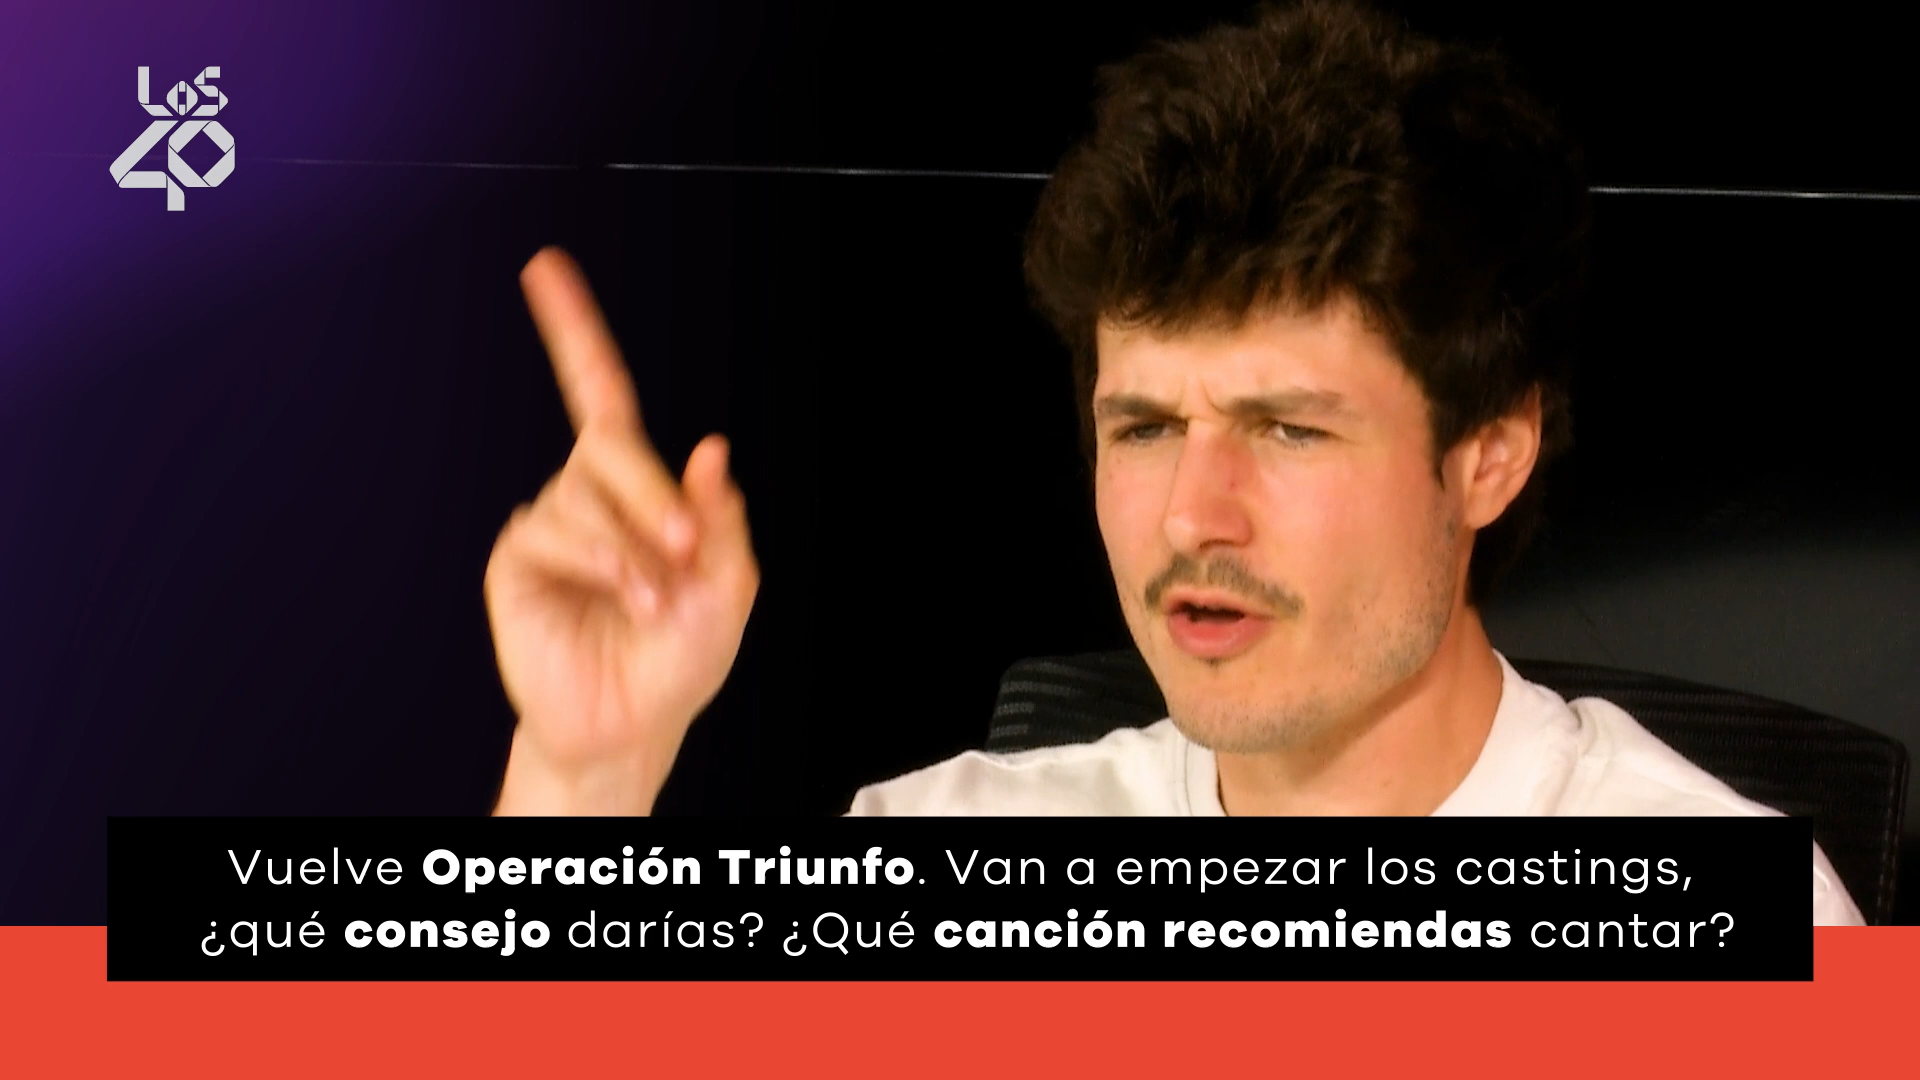 LOS
40
Vuelve Operación Triunfo. Van a empezar los castings,
¿qué consejo darías? ¿Qué canción recomiendas cantar?